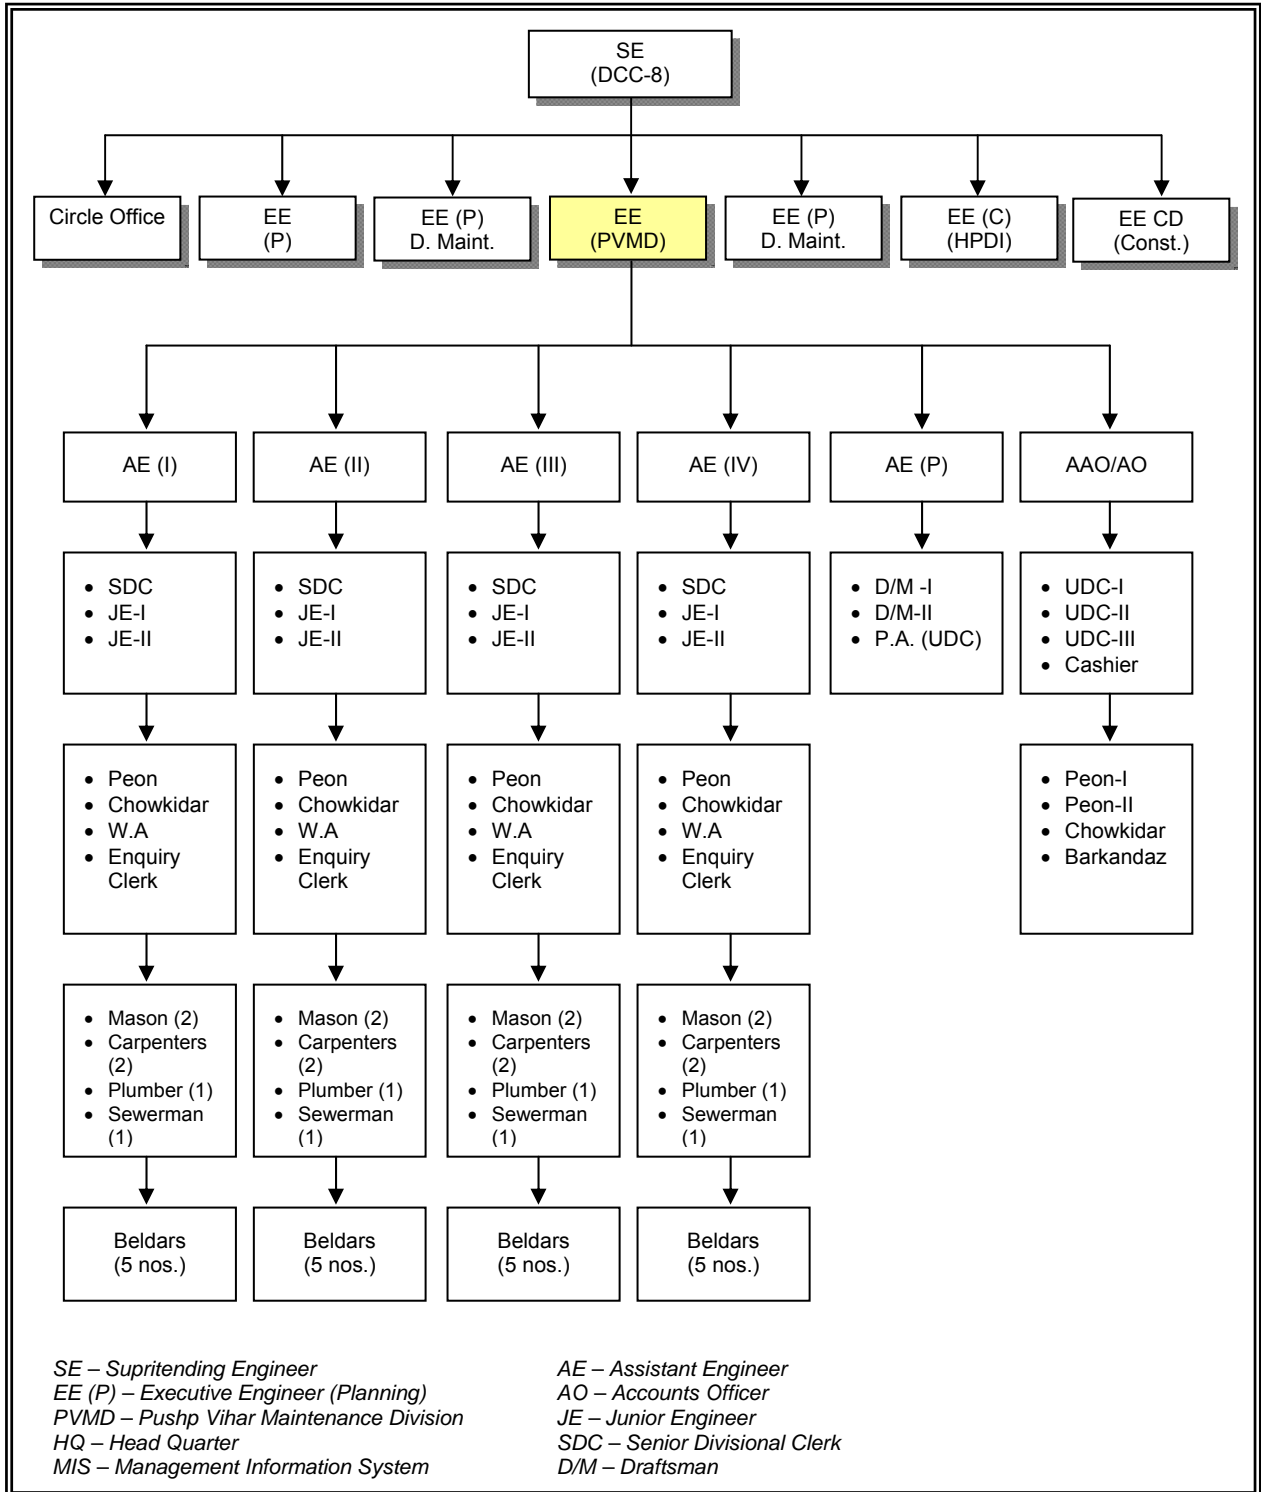 SE
(DCC-8)
Circle Office
EE
(P)
EE (P)
D. Maint.
EE
(PVMD)
EE (P)
D. Maint.
EE (C)
(HPDI)
EE CD
(Const.)
AE (I)
AE (II)
AE (III)
AE (IV)
AE (P)
AAO/AO
• SDC
• JE-I
• JE-II
• SDC
• JE-I
• JE-II
• SDC
• JE-I
• JE-II
• SDC
• JE-I
• JE-II
• D/M -I
• D/M-II
• P.A. (UDC)
• UDC-I
• UDC-II
• UDC-III
• Cashier
• Peon
• Chowkidar
• W.A
• Enquiry
Clerk
• Peon
• Chowkidar
• W.A
• Enquiry
Clerk
• Peon
• Chowkidar
• W.A
• Enquiry
Clerk
• Peon
• Chowkidar
• W.A
• Enquiry
Clerk
• Peon-I
• Peon-II
• Chowkidar
• Barkandaz
• Mason (2)
• Carpenters
(2)
• Plumber (1)
• Sewerman
(1)
• Mason (2)
• Carpenters
(2)
• Plumber (1)
• Sewerman
(1)
• Mason (2)
• Carpenters
(2)
• Plumber (1)
• Sewerman
(1)
• Mason (2)
• Carpenters
(2)
• Plumber (1)
• Sewerman
(1)
Beldars
(5 nos.)
Beldars
(5 nos.)
Beldars
(5 nos.)
Beldars
(5 nos.)
SE – Supritending Engineer
EE (P) – Executive Engineer (Planning)
PVMD – Pushp Vihar Maintenance Division
HQ – Head Quarter
MIS – Management Information System
AE – Assistant Engineer
AO – Accounts Officer
JE – Junior Engineer
SDC – Senior Divisional Clerk
D/M – Draftsman